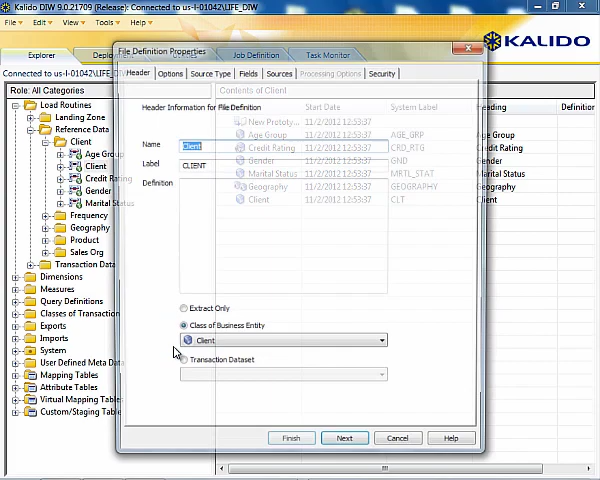 Kalido DIW 9.0.21709 (Release): Connected to us-l-01042\LIFE_DIW
File Edit View Tools Help
KALIDO
Explorer Deploy Job Definition Task Monitor
Connected to us-l-01042\LIFE_DIW
Role: All Categories
Contents of Client
Heading Definition
Load Routines
Landing Zone
Reference Data
Client
Age Group
Client
Credit Rating
Gender
Marital Status
Frequency
Geography
Product
Sales Org
Transaction Data
Dimensions
Measures
Query Definitions
Classes of Transaction
Exports
Imports
System
User Defined Meta Data
Mapping Tables
Attribute Tables
Virtual Mapping Tables
Custom/Staging Tables
File Definition Properties
Header Options Source Type Fields Sources Processing Options Security
Header Information for File Definition
Name Client
Label CLIENT
Definition
Start Date System Label
New Prototy... 11/2/2012 12:53:37
Age Group 11/2/2012 12:53:37 AGE_GRP
Credit Rating 11/2/2012 12:53:37 CRD_RTG
Gender 11/2/2012 12:53:37 GND
Marital Status 11/2/2012 12:53:37 MRTL_STAT
Geography 11/2/2012 12:53:37 GEOGRAPHY
Client 11/2/2012 12:53:37 CLT
Age Group
Credit Rating
Gender
Marital Status
Geography
Client
Extract Only
Class of Business Entity
Client
Transaction Dataset
Finish Next Cancel Help